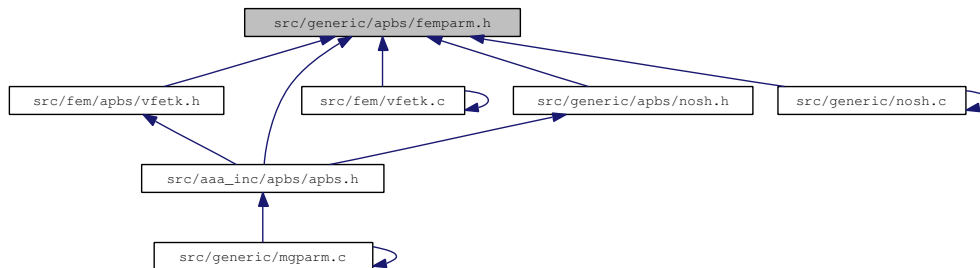 src/generic/apbs/femparm.h
src/fem/apbs/vfetk.h
src/fem/vfetk.c
src/generic/apbs/nosh.h
src/generic/nosh.c
src/aaa_inc/apbs/apbs.h
src/generic/mgparm.c